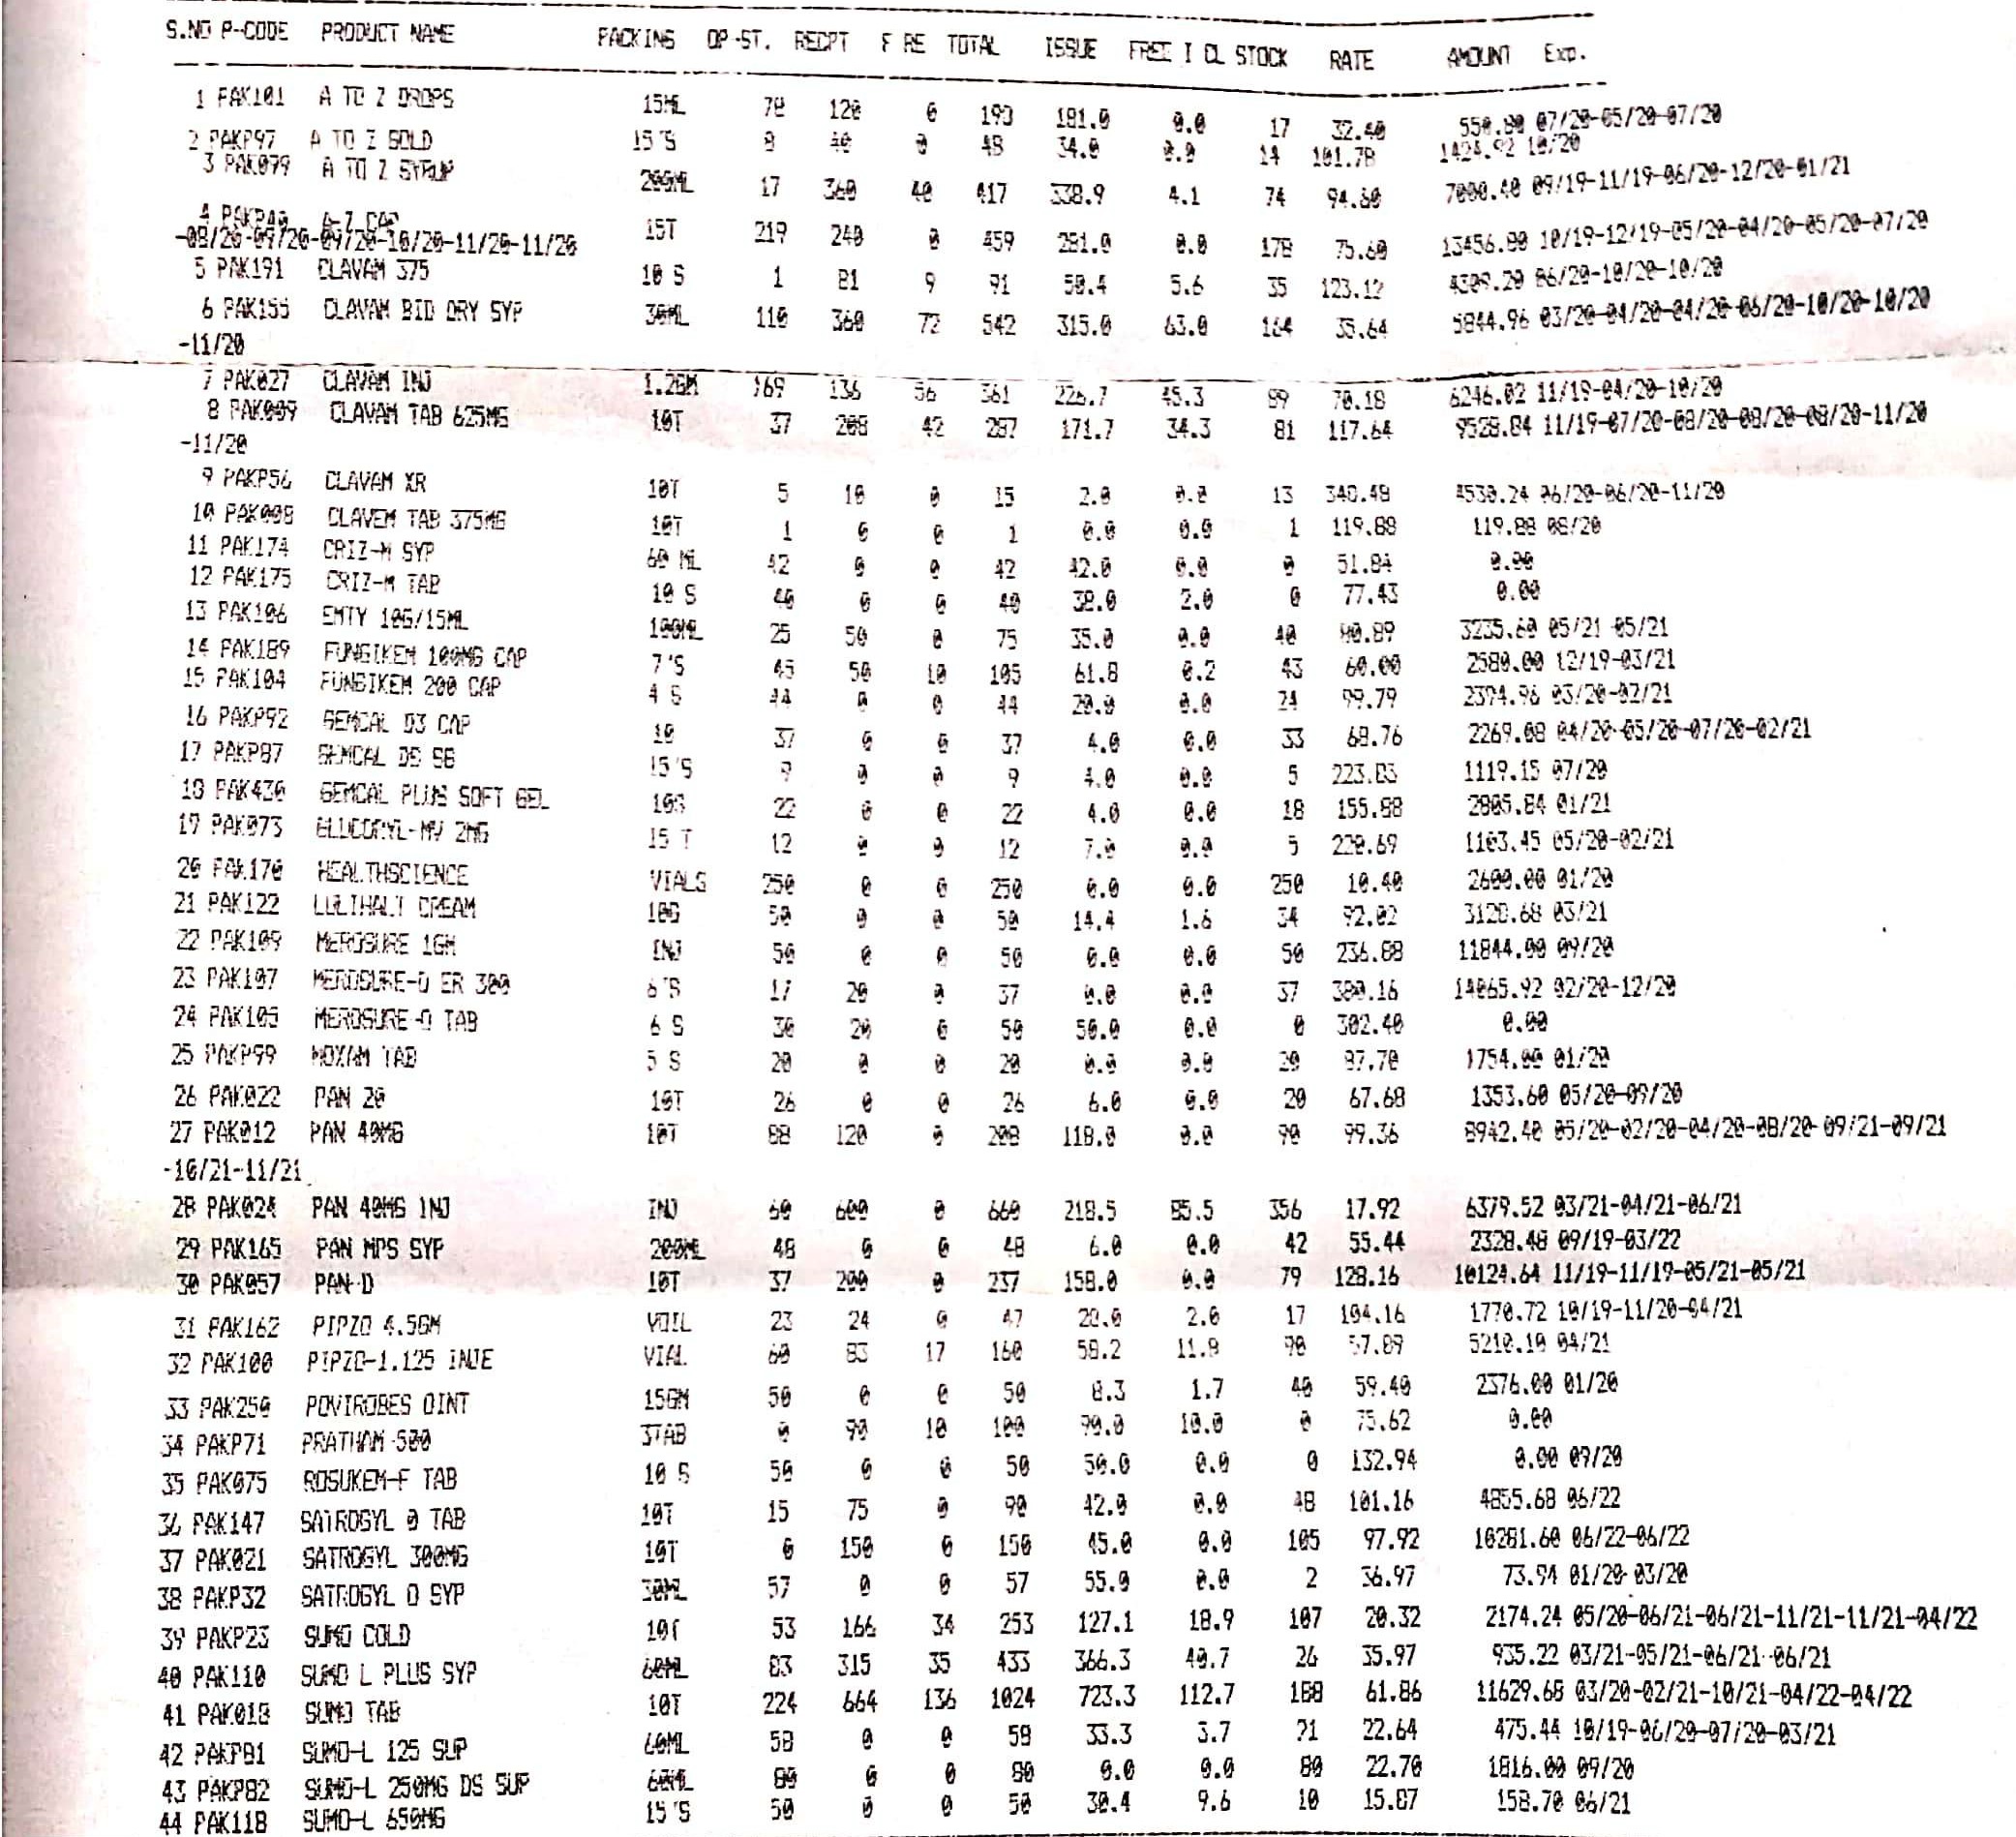 S.NO P-CODE PRODUCT NAME PACKING OP-ST. RECPT F RE TOTAL ISSUE FREE I CL STOCK RATE AMOUNT Exp.
1 PAK101 A TO Z DROPS 15ML 78 120 0 198 181.0 0.0 17 32.40 550.80 07/20-05/20-07/20
2 PAKP97 A TO Z GOLD 15'S 8 40 0 48 34.0 0.0 14 101.78 1424.92 10/20
3 PAK079 A TO Z SYRUP 200ML 17 360 40 417 338.9 4.1 74 94.60 7000.40 09/19-11/19-06/20-12/20-01/21
4 PAKP40 A-Z CAP 15T 219 240 0 459 281.0 0.0 178 75.60 13456.80 10/19-12/19-05/20-04/20-05/20-07/20
-08/20-09/20-09/20-10/20-11/20-11/20
5 PAK191 CLAVAM 375 10 S 1 81 9 91 50.4 5.6 35 123.12 4309.20 06/20-10/20-10/20
6 PAK155 CLAVAM BID DRY SYP 30ML 110 360 72 542 315.0 63.0 164 35.64 5844.96 03/20-04/20-04/20-06/20-10/20-10/20
-11/20
7 PAK027 CLAVAM INJ 1.2GM 169 136 56 361 226.7 45.3 89 70.18 6246.02 11/19-04/20-10/20
8 PAK009 CLAVAM TAB 625MG 10T 37 208 42 287 171.7 34.3 81 117.64 9528.84 11/19-07/20-08/20-08/20-08/20-11/20
-11/20
9 PAKP56 CLAVAM XR 10T 5 10 0 15 2.0 0.0 13 348.48 4530.24 06/20-06/20-11/20
10 PAK008 CLAVEM TAB 375MG 10T 1 0 0 1 0.0 0.0 1 119.88 119.88 08/20
11 PAK174 CRIZ-M SYP 60 ML 42 0 0 42 42.0 0.0 0 51.84 0.00
12 PAK175 CRIZ-M TAB 10 S 40 0 0 40 38.0 2.0 0 77.43 0.00
13 PAK106 EMTY 10G/15ML 100ML 25 50 0 75 35.0 0.0 40 80.89 3235.60 05/21-05/21
14 PAK189 FUNGIKEM 100MG CAP 7'S 45 50 10 105 61.8 0.2 43 60.00 2580.00 12/19-03/21
15 PAK104 FUNGIKEM 200 CAP 4 S 44 0 0 44 20.0 0.0 24 99.79 2394.96 03/20-02/21
16 PAKP92 GEMCAL D3 CAP 10 37 0 0 37 4.0 0.0 33 68.76 2269.08 04/20-05/20-07/20-02/21
17 PAKP87 GEMCAL DS SG 15'S 9 0 0 9 4.0 0.0 5 223.83 1119.15 07/20
18 PAK430 GEMCAL PLUS SOFT GEL 10S 22 0 0 22 4.0 0.0 18 155.88 2805.84 01/21
19 PAK073 GLUCORYL-MV 2MG 15 T 12 0 0 12 7.0 0.0 5 220.69 1103.45 05/20-02/21
20 PAK170 HEALTHSCIENCE VIALS 250 0 0 250 0.0 0.0 250 10.40 2600.00 01/20
21 PAK122 LULIHALT CREAM 10G 50 0 0 50 14.4 1.6 34 92.02 3128.68 03/21
22 PAK109 MEROSURE 1GM INJ 50 0 0 50 0.0 0.0 50 236.88 11844.00 09/20
23 PAK107 MEROSURE-O ER 300 6'S 17 20 0 37 0.0 0.0 37 380.16 14065.92 02/20-12/20
24 PAK105 MEROSURE-O TAB 6 S 30 20 0 50 50.0 0.0 0 302.40 0.00
25 PAKP99 MOXAM TAB 5 S 20 0 0 20 0.0 0.0 20 87.70 1754.00 01/20
26 PAK022 PAN 20 10T 26 0 0 26 6.0 0.0 20 67.68 1353.60 05/20-09/20
27 PAK012 PAN 40MG 10T 88 120 0 208 118.0 0.0 90 99.36 8942.40 05/20-02/20-04/20-08/20-09/21-09/21
-10/21-11/21
28 PAK024 PAN 40MG INJ INJ 60 600 0 660 218.5 85.5 356 17.92 6379.52 03/21-04/21-06/21
29 PAK165 PAN MPS SYP 200ML 48 0 0 48 6.0 0.0 42 55.44 2328.48 09/19-03/22
30 PAK057 PAN-D 10T 37 200 0 237 158.0 0.0 79 128.16 10124.64 11/19-11/19-05/21-05/21
31 PAK162 PIPZO 4.5GM VOIL 23 24 0 47 28.0 2.0 17 104.16 1770.72 10/19-11/20-04/21
32 PAK100 PIPZO-1.125 INJE VIAL 60 83 17 160 58.2 11.8 90 57.89 5210.10 04/21
33 PAK250 POVIROBES OINT 15GM 50 0 0 50 8.3 1.7 40 59.40 2376.00 01/20
34 PAKP71 PRATHAM-500 3TAB 0 90 10 100 90.0 10.0 0 75.62 0.00
35 PAK075 ROSUKEM-F TAB 10 S 50 0 0 50 50.0 0.0 0 132.94 0.00 09/20
36 PAK147 SATROGYL O TAB 10T 15 75 0 90 42.0 0.0 48 101.16 4855.68 06/22
37 PAK021 SATROGYL 300MG 10T 0 150 0 150 45.0 0.0 105 97.92 10281.60 06/22-06/22
38 PAKP32 SATROGYL O SYP 30ML 57 0 0 57 55.0 0.0 2 36.97 73.94 01/20-03/20
39 PAKP23 SUMO COLD 10T 53 166 34 253 127.1 18.9 107 20.32 2174.24 05/20-06/21-06/21-11/21-11/21-04/22
40 PAK110 SUMO L PLUS SYP 60ML 83 315 35 433 366.3 40.7 26 35.97 935.22 03/21-05/21-06/21-06/21
41 PAK018 SUMO TAB 10T 224 664 136 1024 723.3 112.7 188 61.86 11629.68 03/20-02/21-10/21-04/22-04/22
42 PAKP81 SUMO-L 125 SUP 60ML 58 0 0 58 33.3 3.7 21 22.64 475.44 10/19-06/20-07/20-03/21
43 PAKP82 SUMO-L 250MG DS SUP 60ML 80 0 0 80 0.0 0.0 80 22.70 1816.00 09/20
44 PAK118 SUMO-L 650MG 15'S 50 0 0 50 30.4 9.6 10 15.87 158.70 06/21